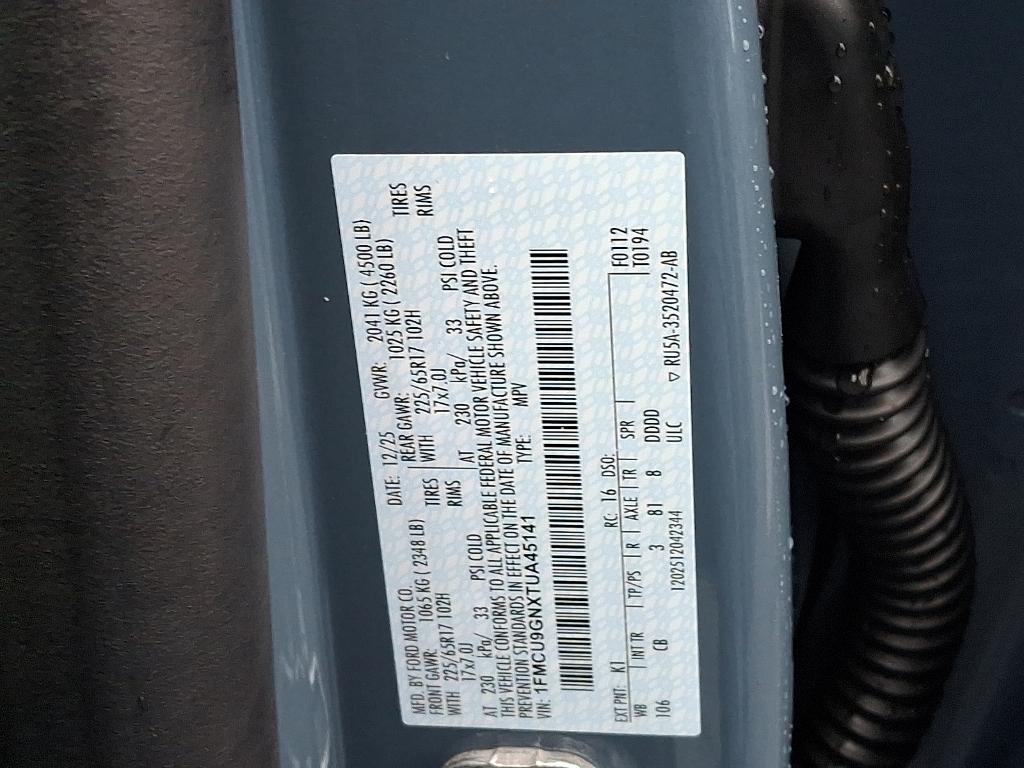 MFD. BY FORD MOTOR CO. DATE: 12/25 GVWR: 2041 KG ( 4500 LB)
FRONT GAWR: 1065 KG ( 2348 LB) REAR GAWR: 1025 KG ( 2260 LB)
WITH 225/65R17 102H TIRES WITH 225/65R17 102H TIRES
17x7.0J RIMS 17x7.0J RIMS
AT 230 kPa/ 33 PSI COLD AT 230 kPa/ 33 PSI COLD
THIS VEHICLE CONFORMS TO ALL APPLICABLE FEDERAL MOTOR VEHICLE SAFETY AND THEFT
PREVENTION STANDARDS IN EFFECT ON THE DATE OF MANUFACTURE SHOWN ABOVE.
VIN: 1FMCU9GNXTUA45141 TYPE: MPV
EXT PNT: K1 RC: 16 DSO: F0112
WB INT TR TP/PS R AXLE TR SPR T0194
106 CB 3 81 8 DDDD
1202512042344 ULC ▽ RU5A-3520472-AB